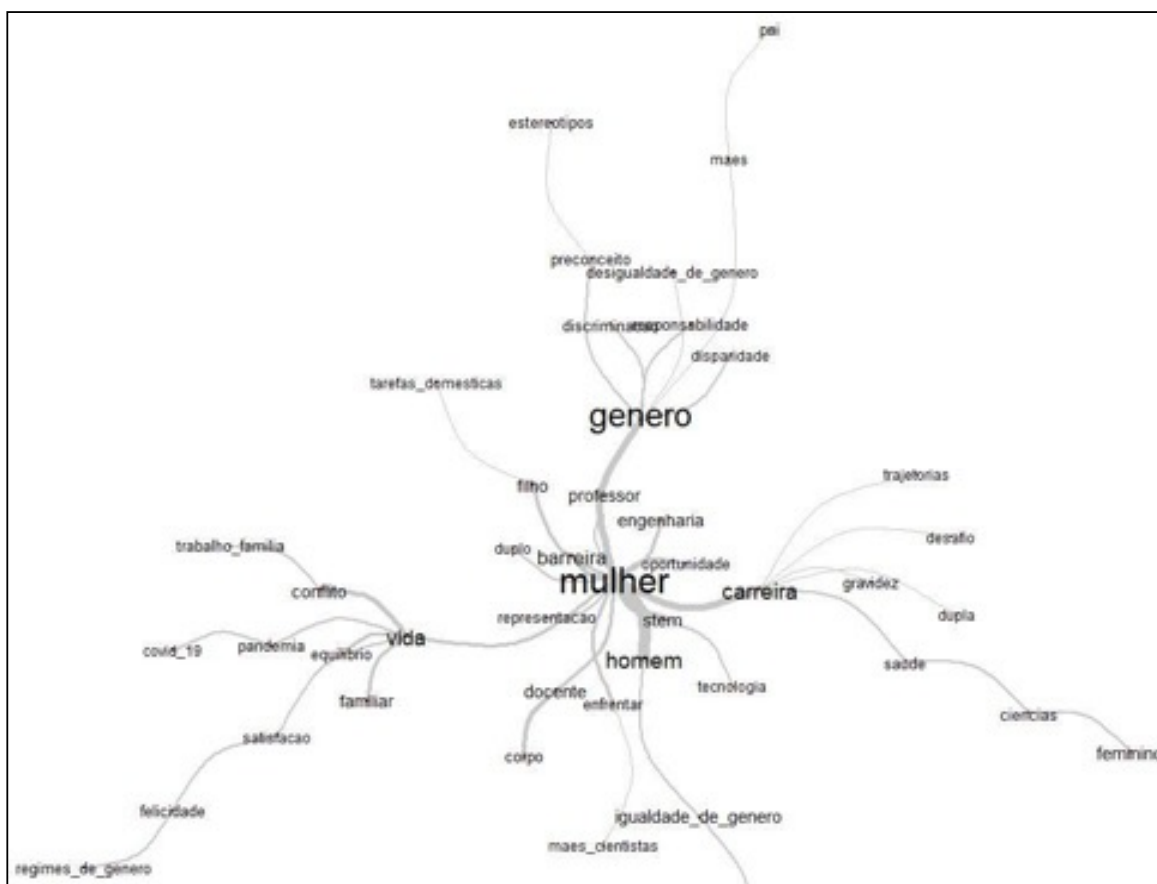 pai
estereotipos
maes
preconceito
desigualdade_de_genero
responsabilidade
disparidade
tarefas_domesticas
genero
trajetorias
filho
professor
engenharia
desafio
trabalho_familia
duplo
barreira
oportunidade
mulher
gravidez
conflito
carreira
dupla
representacao
stem
vida
pandemia
covid_19
equilibrio
homem
saude
tecnologia
docente
familiar
enfrentar
ciencias
satisfacao
corpo
feminino
felicidade
igualdade_de_genero
maes_cientistas
regimes_de_genero